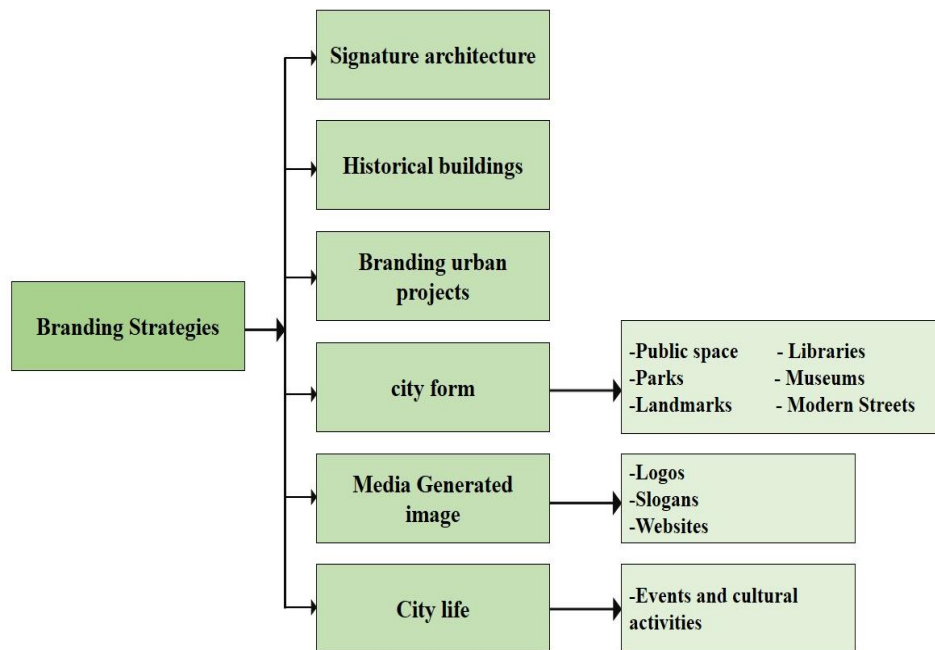 Signature architecture
Historical buildings
Branding urban
projects
Branding Strategies
city form
-Public space - Libraries
-Parks - Museums
-Landmarks - Modern Streets
Media Generated
image
-Logos
-Slogans
-Websites
City life
-Events and cultural
activities